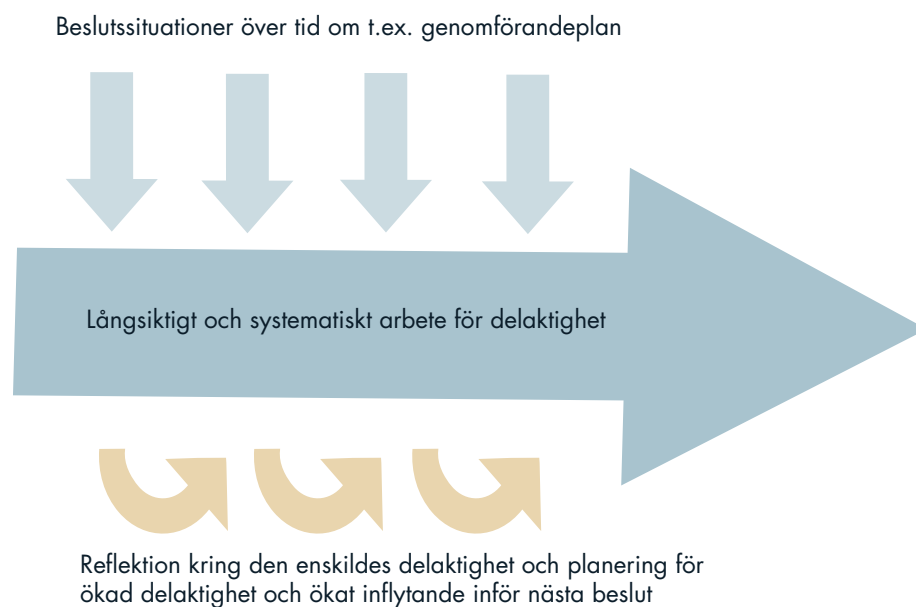 Beslutssituationer över tid om t.ex. genomförandeplan
Långsiktigt och systematiskt arbete för delaktighet
Reflektion kring den enskildes delaktighet och planering för
ökad delaktighet och ökat inflytande inför nästa beslut